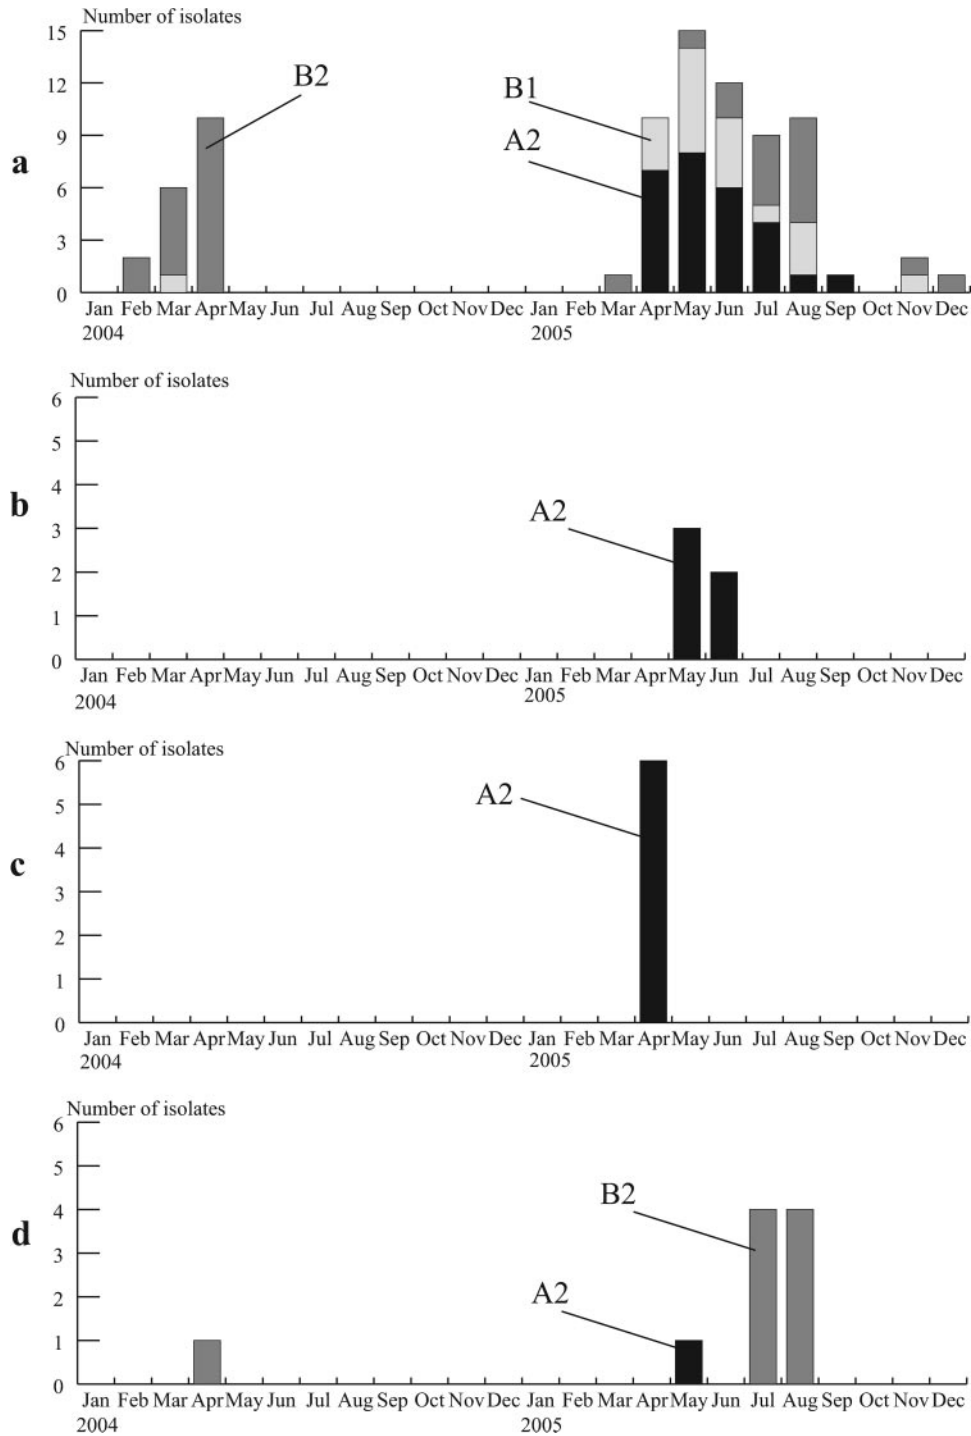 Number of isolates
15
12
9
6
3
0
a
B2
B1
A2
Jan Feb Mar Apr May Jun Jul Aug Sep Oct Nov Dec Jan Feb Mar Apr May Jun Jul Aug Sep Oct Nov Dec
2004 2005
Number of isolates
6
5
4
3
2
1
0
b
A2
Jan Feb Mar Apr May Jun Jul Aug Sep Oct Nov Dec Jan Feb Mar Apr May Jun Jul Aug Sep Oct Nov Dec
2004 2005
Number of isolates
6
5
4
3
2
1
0
c
A2
Jan Feb Mar Apr May Jun Jul Aug Sep Oct Nov Dec Jan Feb Mar Apr May Jun Jul Aug Sep Oct Nov Dec
2004 2005
Number of isolates
6
5
4
3
2
1
0
d
B2
A2
Jan Feb Mar Apr May Jun Jul Aug Sep Oct Nov Dec Jan Feb Mar Apr May Jun Jul Aug Sep Oct Nov Dec
2004 2005